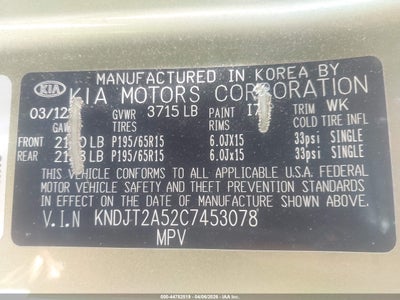 MANUFACTURED IN KOREA BY
KIA KIA MOTORS CORPORATION
03/12 GVWR 3715 LB PAINT TRIM WK
TIRES RIMS COLD TIRE INFL
FRONT LB P195/65R15 6.0JX15 33psi SINGLE
REAR LB P195/65R15 6.0Jx15 33psi SINGLE
THIS VEHICLE CONFORMS TO ALL APPLICABLE U.S.A. FEDERAL
MOTOR VEHICLE SAFETY AND THEFT PREVENTION STANDARDS
IN EFFECT ON THE DATE OF MANUFACTURE SHOWN ABOVE.
V.I.N KNDJT2A52C7453078
MPV